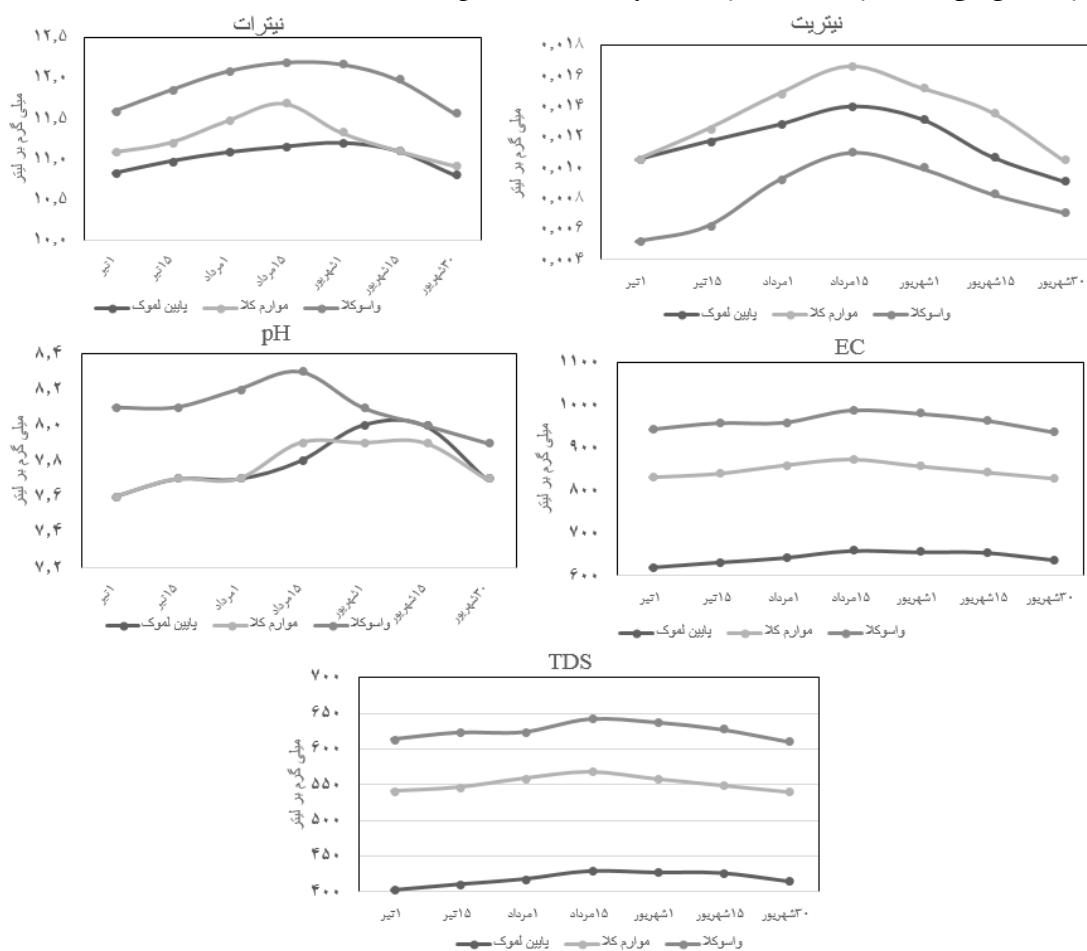 نیترات
میلی گرم بر لیتر
۱۲,۵
۱۲,۰
۱۱,۵
۱۱,۰
۱۰,۵
۱۰,۰
۱تیر ۱۵تیر ۱مرداد ۱۵مرداد ۱شهریور ۱۵شهریور ۳۰شهریور
پایین لموک موارم کلا واسوکلا
نیتریت
میلی گرم بر لیتر
۰,۰۱۸
۰,۰۱۶
۰,۰۱۴
۰,۰۱۲
۰,۰۱۰
۰,۰۰۸
۰,۰۰۶
۰,۰۰۴
۱تیر ۱۵تیر ۱مرداد ۱۵مرداد ۱شهریور ۱۵شهریور ۳۰شهریور
پایین لموک موارم کلا واسوکلا
pH
میلی گرم بر لیتر
۸,۴
۸,۲
۸,۰
۷,۸
۷,۶
۷,۴
۷,۲
۱تیر ۱۵تیر ۱مرداد ۱۵مرداد ۱شهریور ۱۵شهریور ۳۰شهریور
پایین لموک موارم کلا واسوکلا
EC
میلی گرم بر لیتر
۱۱۰۰
۱۰۰۰
۹۰۰
۸۰۰
۷۰۰
۶۰۰
۱تیر ۱۵تیر ۱مرداد ۱۵مرداد ۱شهریور ۱۵شهریور ۳۰شهریور
پایین لموک موارم کلا واسوکلا
TDS
میلی گرم بر لیتر
۷۰۰
۶۵۰
۶۰۰
۵۵۰
۵۰۰
۴۵۰
۴۰۰
۱تیر ۱۵تیر ۱مرداد ۱۵مرداد ۱شهریور ۱۵شهریور ۳۰شهریور
پایین لموک موارم کلا واسوکلا